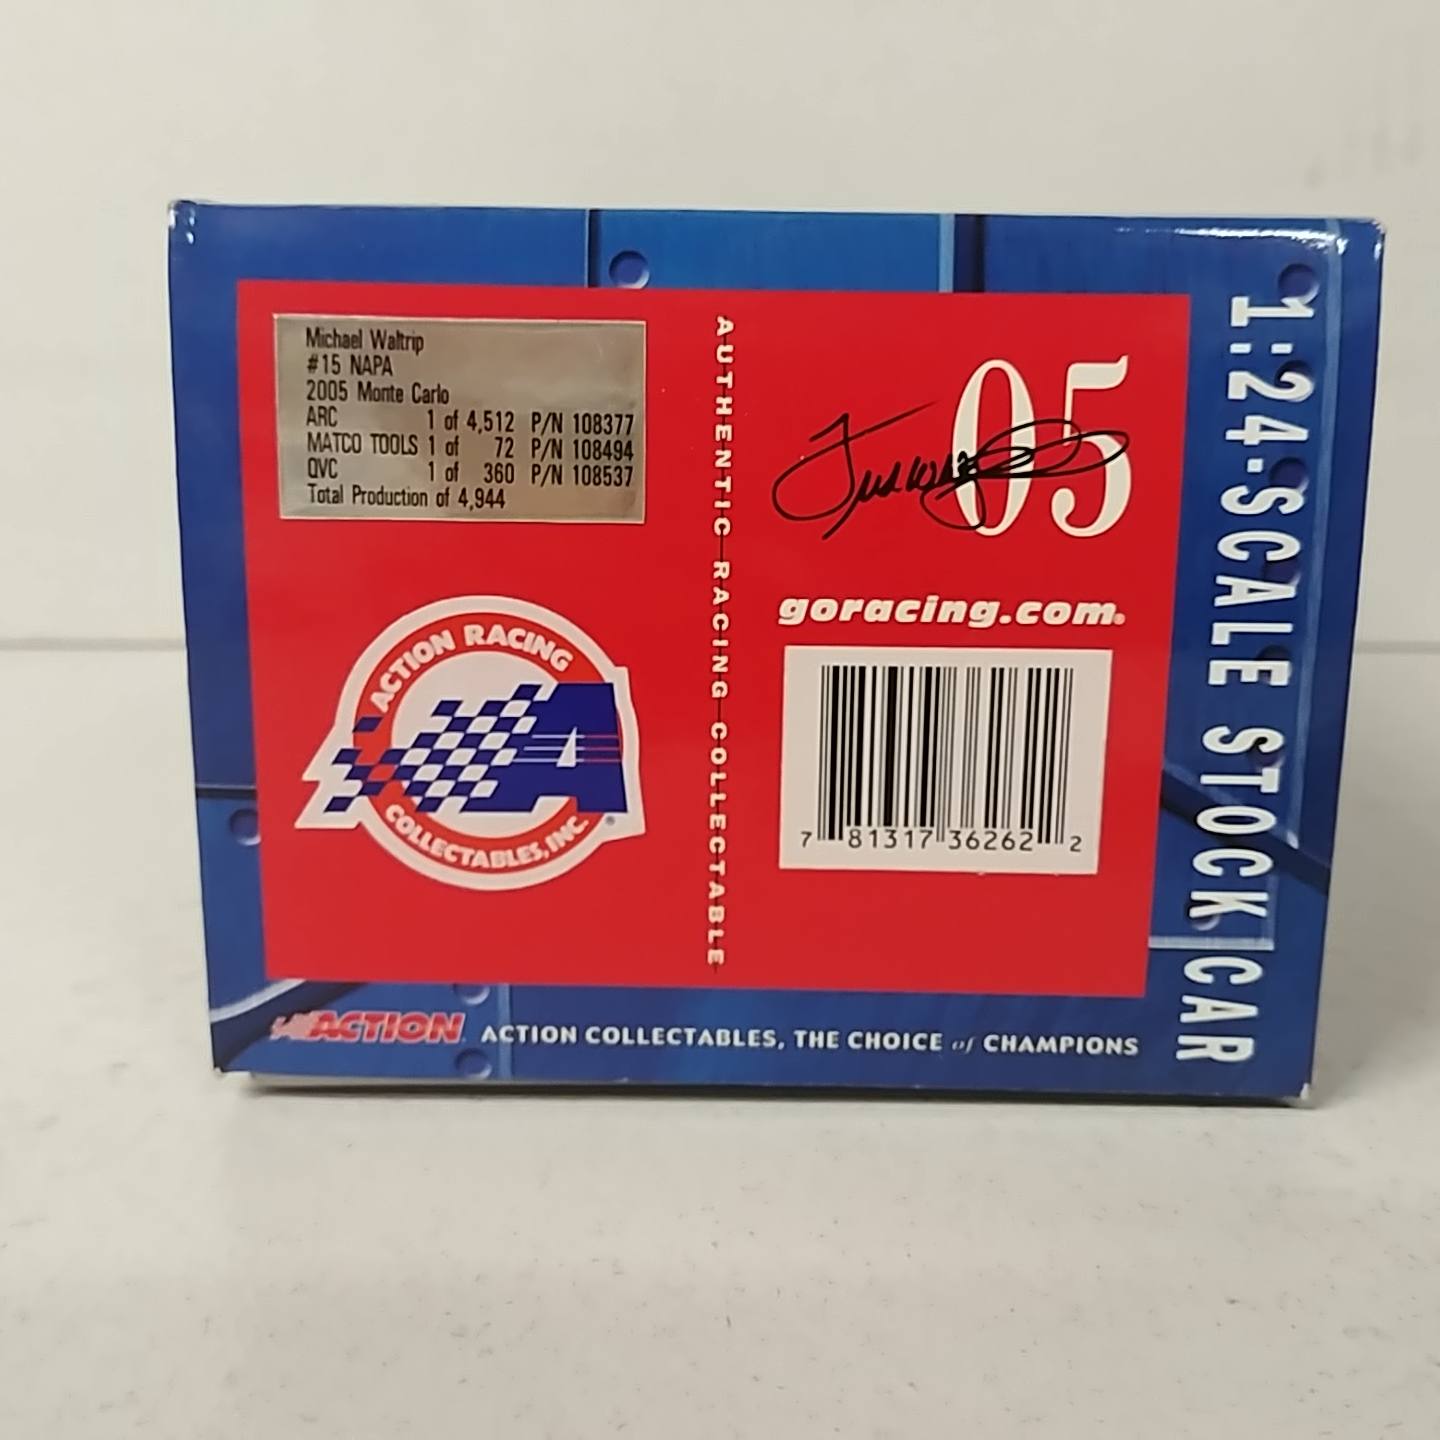 Michael Waltrip
#15 NAPA
2005 Monte Carlo
ARC 1 of 4,512 P/N 108377
MATCO TOOLS 1 of 72 P/N 108494
QVC 1 of 360 P/N 108537
Total Production of 4,944
ACTION RACING
COLLECTABLES, INC.
A
®
AUTHENTIC RACING COLLECTABLE
05
goracing.com®
7 81317 36262 2
1:24-SCALE STOCK CAR
ACTION
ACTION COLLECTABLES, THE CHOICE of CHAMPIONS